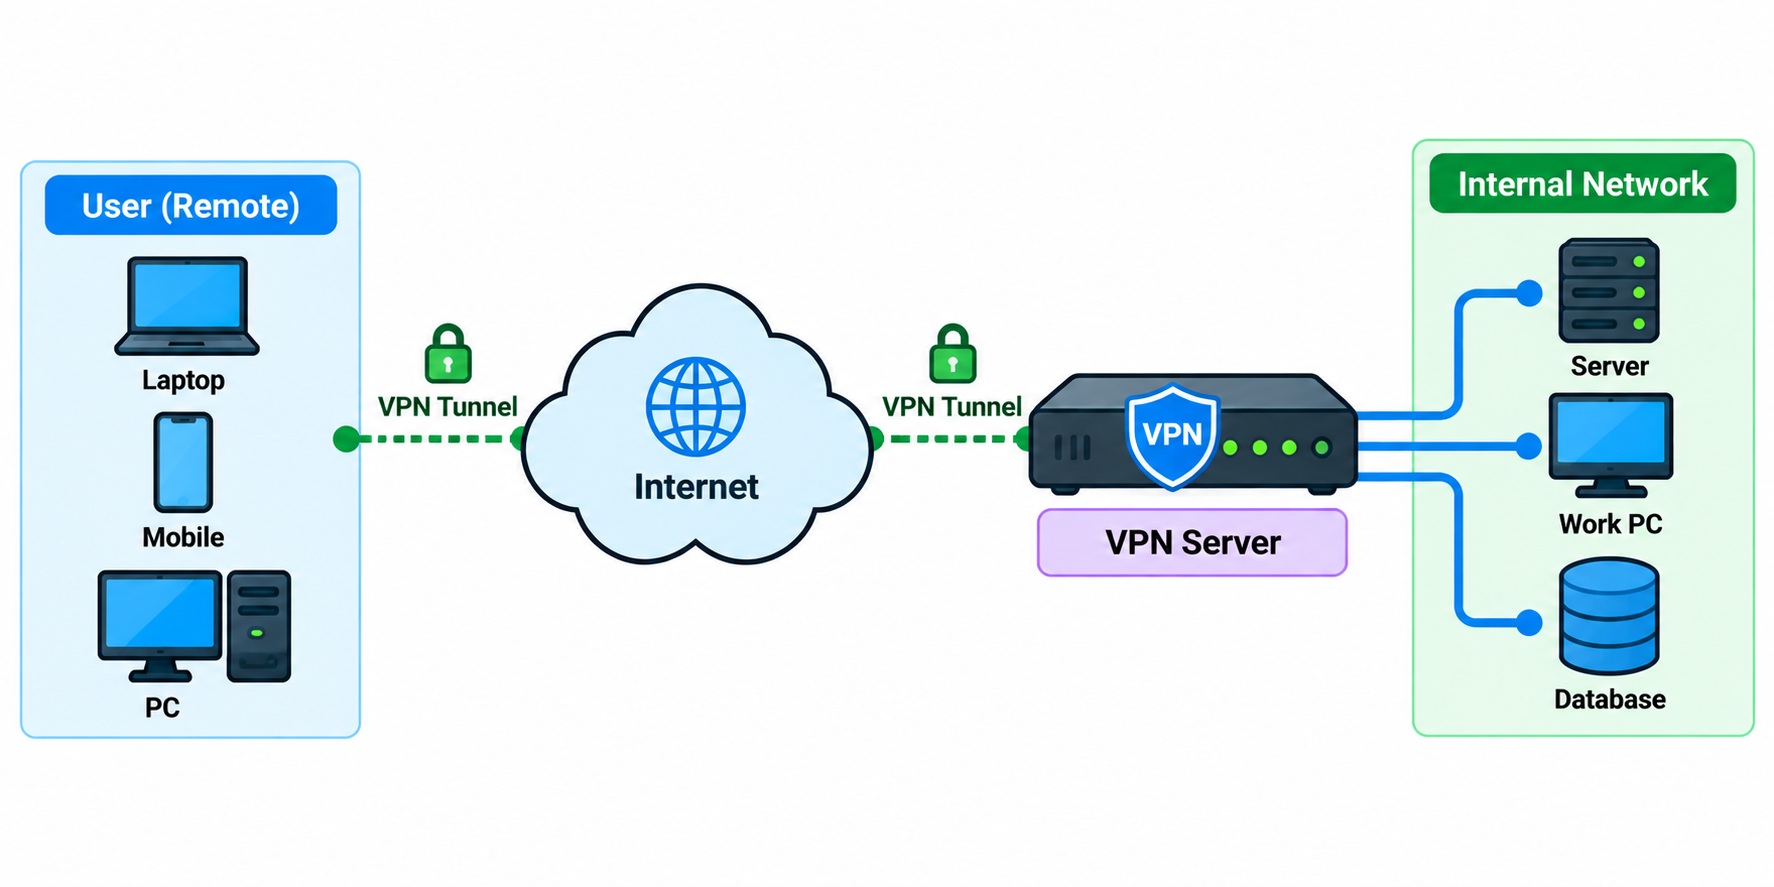 User (Remote)
Laptop
Mobile
PC
VPN Tunnel
Internet
VPN Tunnel
VPN
VPN Server
Internal Network
Server
Work PC
Database